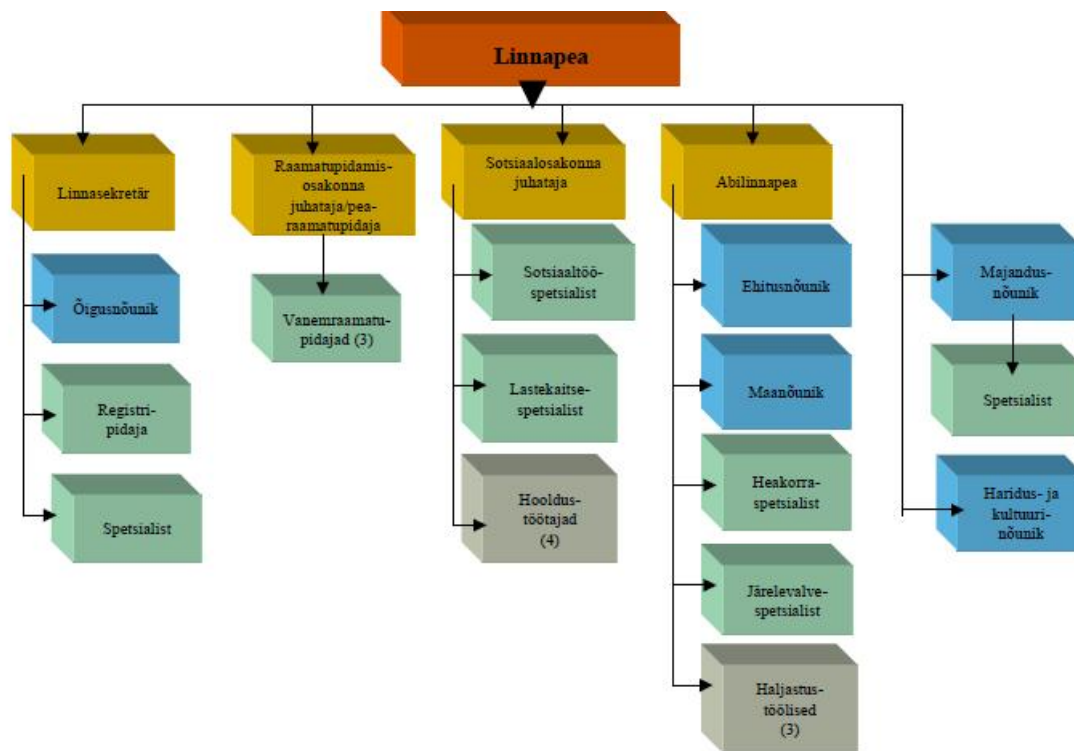 Linnapea
Linnasekretär
Raamatupidamis-
osakonna
juhataja/pea-
raamatupidaja
Sotsiaalosakonna
juhataja
Abilinnapea
Õigusnõunik
Registri-
pidaja
Spetsialist
Vanemraamatu-
pidajad (3)
Sotsiaaltöö-
spetsialist
Lastekaitse-
spetsialist
Hooldus-
töötajad
(4)
Ehitusnõunik
Maanõunik
Heakorra-
spetsialist
Järelevalve-
spetsialist
Haljastus-
töölised
(3)
Majandus-
nõunik
Spetsialist
Haridus- ja
kultuuri-
nõunik